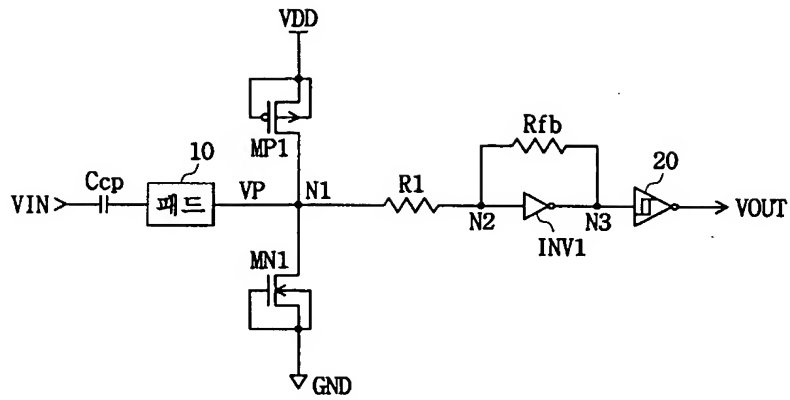 VDD
MP1
10
Rfb
20
VIN
Ccp
패드
VP
N1
R1
N2
INV1
N3
VOUT
MN1
GND